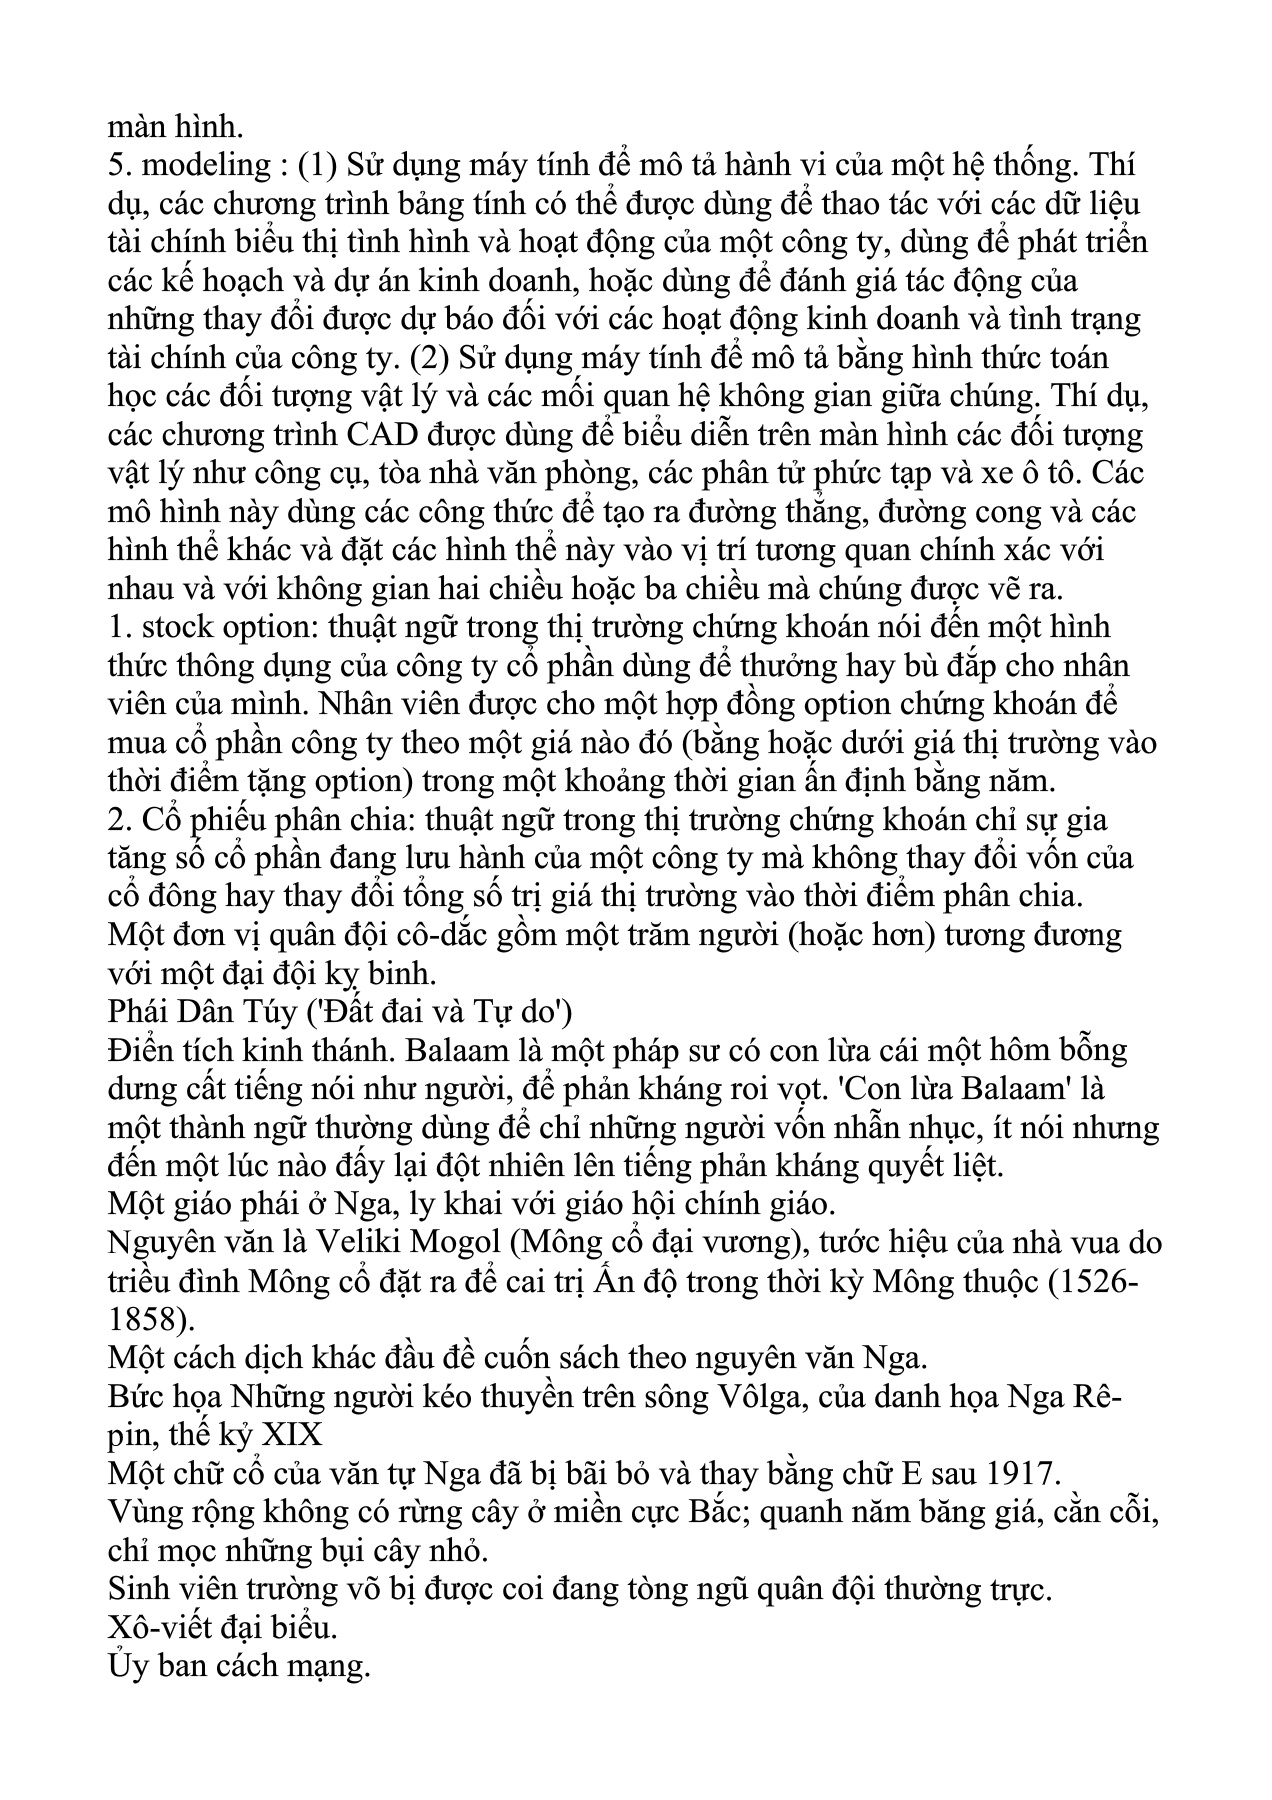 màn hình.
5. modeling : (1) Sử dụng máy tính để mô tả hành vi của một hệ thống. Thí
dụ, các chương trình bảng tính có thể được dùng để thao tác với các dữ liệu
tài chính biểu thị tình hình và hoạt động của một công ty, dùng để phát triển
các kế hoạch và dự án kinh doanh, hoặc dùng để đánh giá tác động của
những thay đổi được dự báo đối với các hoạt động kinh doanh và tình trạng
tài chính của công ty. (2) Sử dụng máy tính để mô tả bằng hình thức toán
học các đối tượng vật lý và các mối quan hệ không gian giữa chúng. Thí dụ,
các chương trình CAD được dùng để biểu diễn trên màn hình các đối tượng
vật lý như công cụ, tòa nhà văn phòng, các phân tử phức tạp và xe ô tô. Các
mô hình này dùng các công thức để tạo ra đường thẳng, đường cong và các
hình thể khác và đặt các hình thể này vào vị trí tương quan chính xác với
nhau và với không gian hai chiều hoặc ba chiều mà chúng được vẽ ra.
1. stock option: thuật ngữ trong thị trường chứng khoán nói đến một hình
thức thông dụng của công ty cổ phần dùng để thưởng hay bù đắp cho nhân
viên của mình. Nhân viên được cho một hợp đồng option chứng khoán để
mua cổ phần công ty theo một giá nào đó (bằng hoặc dưới giá thị trường vào
thời điểm tặng option) trong một khoảng thời gian ấn định bằng năm.
2. Cổ phiếu phân chia: thuật ngữ trong thị trường chứng khoán chỉ sự gia
tăng số cổ phần đang lưu hành của một công ty mà không thay đổi vốn của
cổ đông hay thay đổi tổng số trị giá thị trường vào thời điểm phân chia.
Một đơn vị quân đội cô-dắc gồm một trăm người (hoặc hơn) tương đương
với một đại đội kỵ binh.
Phái Dân Túy ('Đất đai và Tự do')
Điển tích kinh thánh. Balaam là một pháp sư có con lừa cái một hôm bỗng
dưng cất tiếng nói như người, để phản kháng roi vọt. 'Con lừa Balaam' là
một thành ngữ thường dùng để chỉ những người vốn nhẫn nhục, ít nói nhưng
đến một lúc nào đấy lại đột nhiên lên tiếng phản kháng quyết liệt.
Một giáo phái ở Nga, ly khai với giáo hội chính giáo.
Nguyên văn là Veliki Mogol (Mông cổ đại vương), tước hiệu của nhà vua do
triều đình Mông cổ đặt ra để cai trị Ấn độ trong thời kỳ Mông thuộc (1526-
1858).
Một cách dịch khác đầu đề cuốn sách theo nguyên văn Nga.
Bức họa Những người kéo thuyền trên sông Vôlga, của danh họa Nga Rê-
pin, thế kỷ XIX
Một chữ cổ của văn tự Nga đã bị bãi bỏ và thay bằng chữ E sau 1917.
Vùng rộng không có rừng cây ở miền cực Bắc; quanh năm băng giá, cằn cỗi,
chỉ mọc những bụi cây nhỏ.
Sinh viên trường võ bị được coi đang tòng ngũ quân đội thường trực.
Xô-viết đại biểu.
Ủy ban cách mạng.